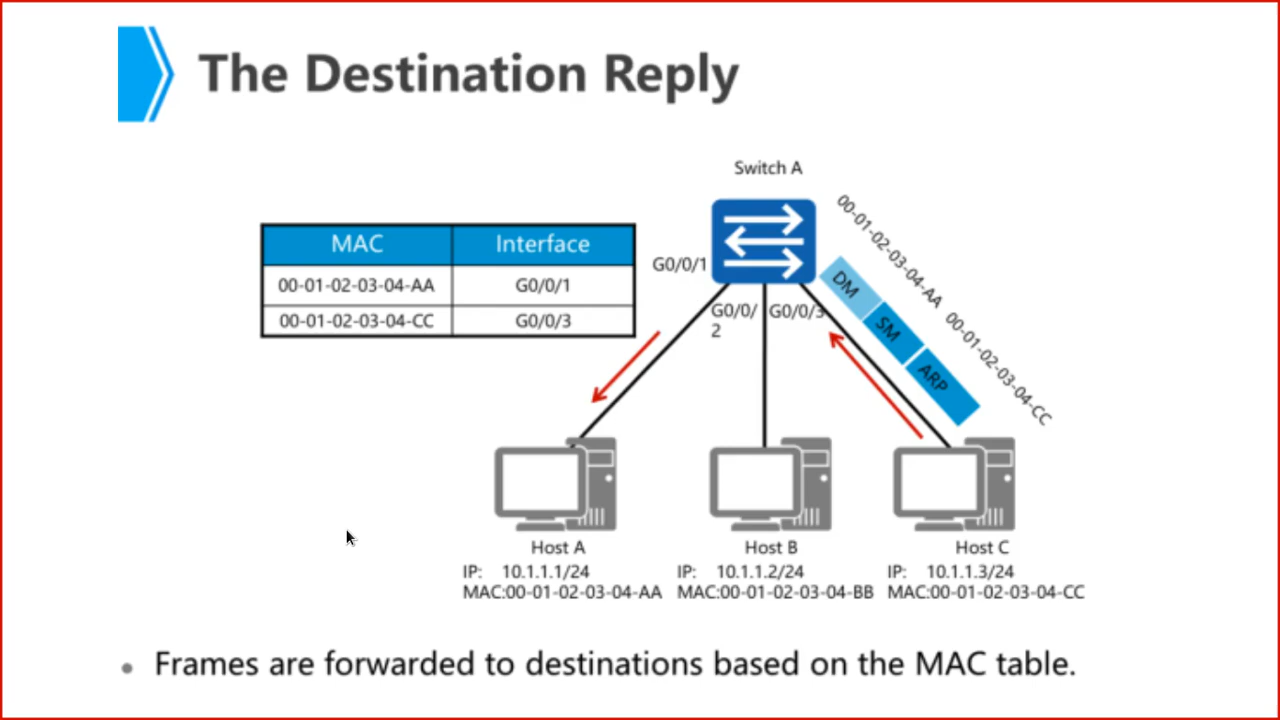 The Destination Reply
Switch A
MAC Interface
00-01-02-03-04-AA G0/0/1
00-01-02-03-04-CC G0/0/3
G0/0/1
G0/0/
2
G0/0/3
DM
SM
ARP
00-01-02-03-04-AA
00-01-02-03-04-CC
Host A
IP: 10.1.1.1/24
MAC:00-01-02-03-04-AA
Host B
IP: 10.1.1.2/24
MAC:00-01-02-03-04-BB
Host C
IP: 10.1.1.3/24
MAC:00-01-02-03-04-CC
• Frames are forwarded to destinations based on the MAC table.